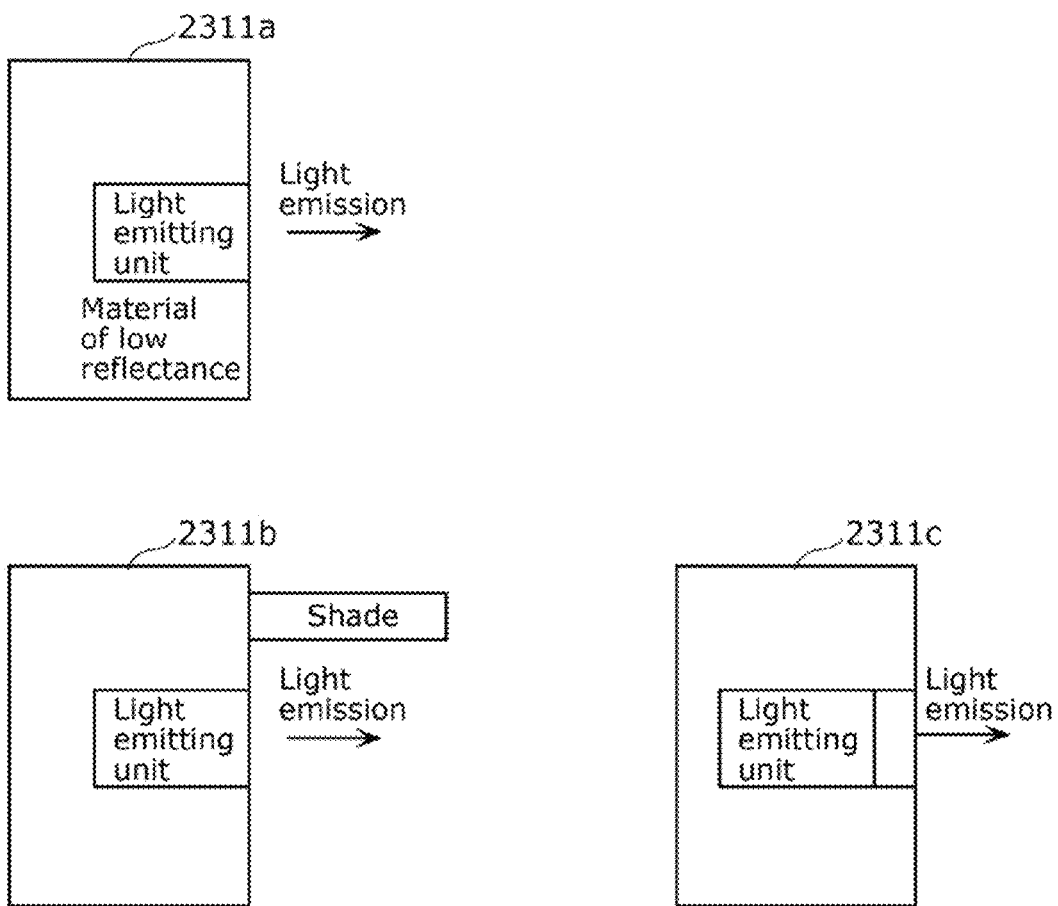 2311a
Light
emission
Light
emitting
unit
Material
of low
reflectance
2311b
Shade
Light
emission
Light
emitting
unit
2311c
Light
emission
Light
emitting
unit